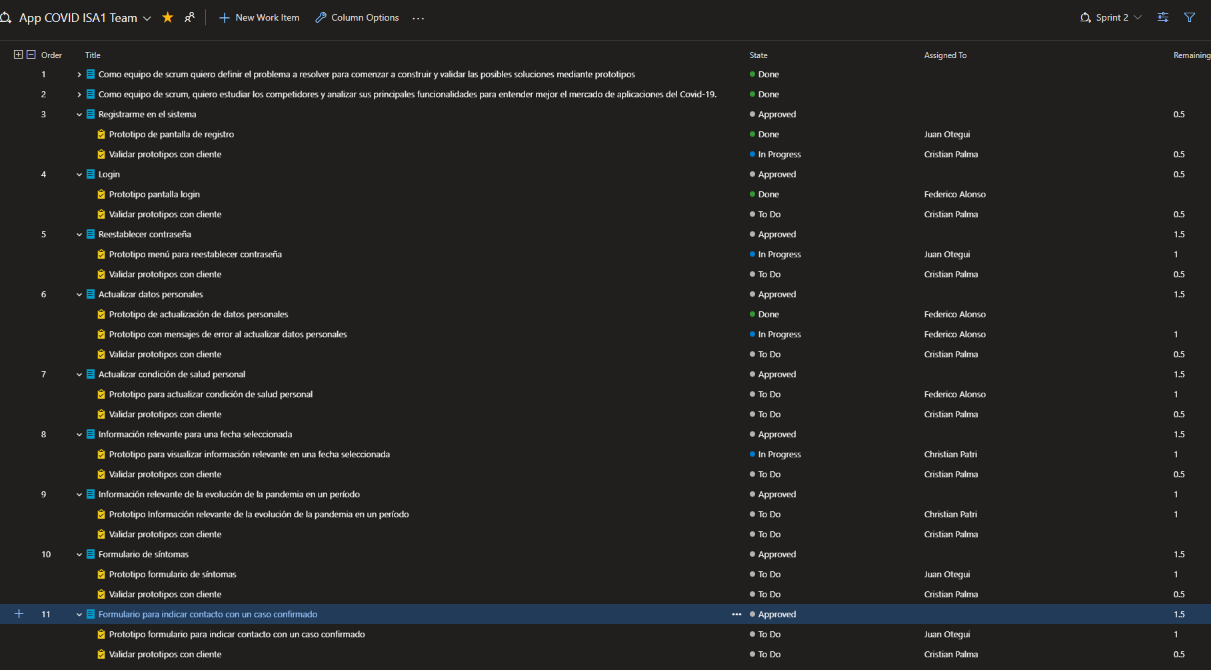 App COVID ISA1 Team New Work Item Column Options ... Sprint 2
Order Title State Assigned To Remaining
1 Como equipo de scrum quiero definir el problema a resolver para comenzar a construir y validar las posibles soluciones mediante prototipos Done
2 Como equipo de scrum, quiero estudiar los competidores y analizar sus principales funcionalidades para entender mejor el mercado de aplicaciones del Covid-19. Done
3 Registrarme en el sistema Approved 0.5
Prototipo de pantalla de registro Done Juan Otegui
Validar prototipos con cliente In Progress Cristian Palma 0.5
4 Login Approved 0.5
Prototipo pantalla login Done Federico Alonso
Validar prototipos con cliente To Do Cristian Palma 0.5
5 Reestablecer contraseña Approved 1.5
Prototipo menú para reestablecer contraseña In Progress Juan Otegui 1
Validar prototipos con cliente To Do Cristian Palma 0.5
6 Actualizar datos personales Approved 1.5
Prototipo de actualización de datos personales Done Federico Alonso
Prototipo con mensajes de error al actualizar datos personales In Progress Federico Alonso 1
Validar prototipos con cliente To Do Cristian Palma 0.5
7 Actualizar condición de salud personal Approved 1.5
Prototipo para actualizar condición de salud personal To Do Federico Alonso 1
Validar prototipos con cliente To Do Cristian Palma 0.5
8 Información relevante para una fecha seleccionada Approved 1.5
Prototipo para visualizar información relevante en una fecha seleccionada In Progress Christian Patri 1
Validar prototipos con cliente To Do Cristian Palma 0.5
9 Información relevante de la evolución de la pandemia en un período Approved 1
Prototipo Información relevante de la evolución de la pandemia en un período To Do Christian Patri 1
Validar prototipos con cliente To Do Cristian Palma
10 Formulario de síntomas Approved 1.5
Prototipo formulario de síntomas To Do Juan Otegui 1
Validar prototipos con cliente To Do Cristian Palma 0.5
11 Formulario para indicar contacto con un caso confirmado ... Approved 1.5
Prototipo formulario para indicar contacto con un caso confirmado To Do Juan Otegui 1
Validar prototipos con cliente To Do Cristian Palma 0.5